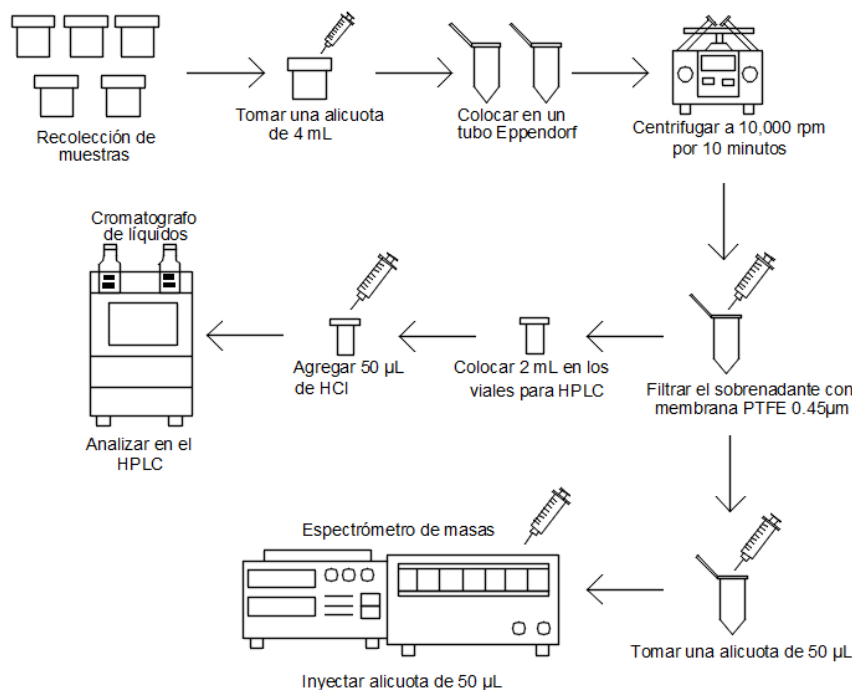 Recolección de
muestras
Tomar una alicuota
de 4 mL
Colocar en un
tubo Eppendorf
Centrifugar a 10,000 rpm
por 10 minutos
Filtrar el sobrenadante con
membrana PTFE 0.45µm
Colocar 2 mL en los
viales para HPLC
Agregar 50 µL
de HCl
Cromatografo
de líquidos
Analizar en el
HPLC
Tomar una alicuota de 50 µL
Espectrómetro de masas
Inyectar alicuota de 50 µL